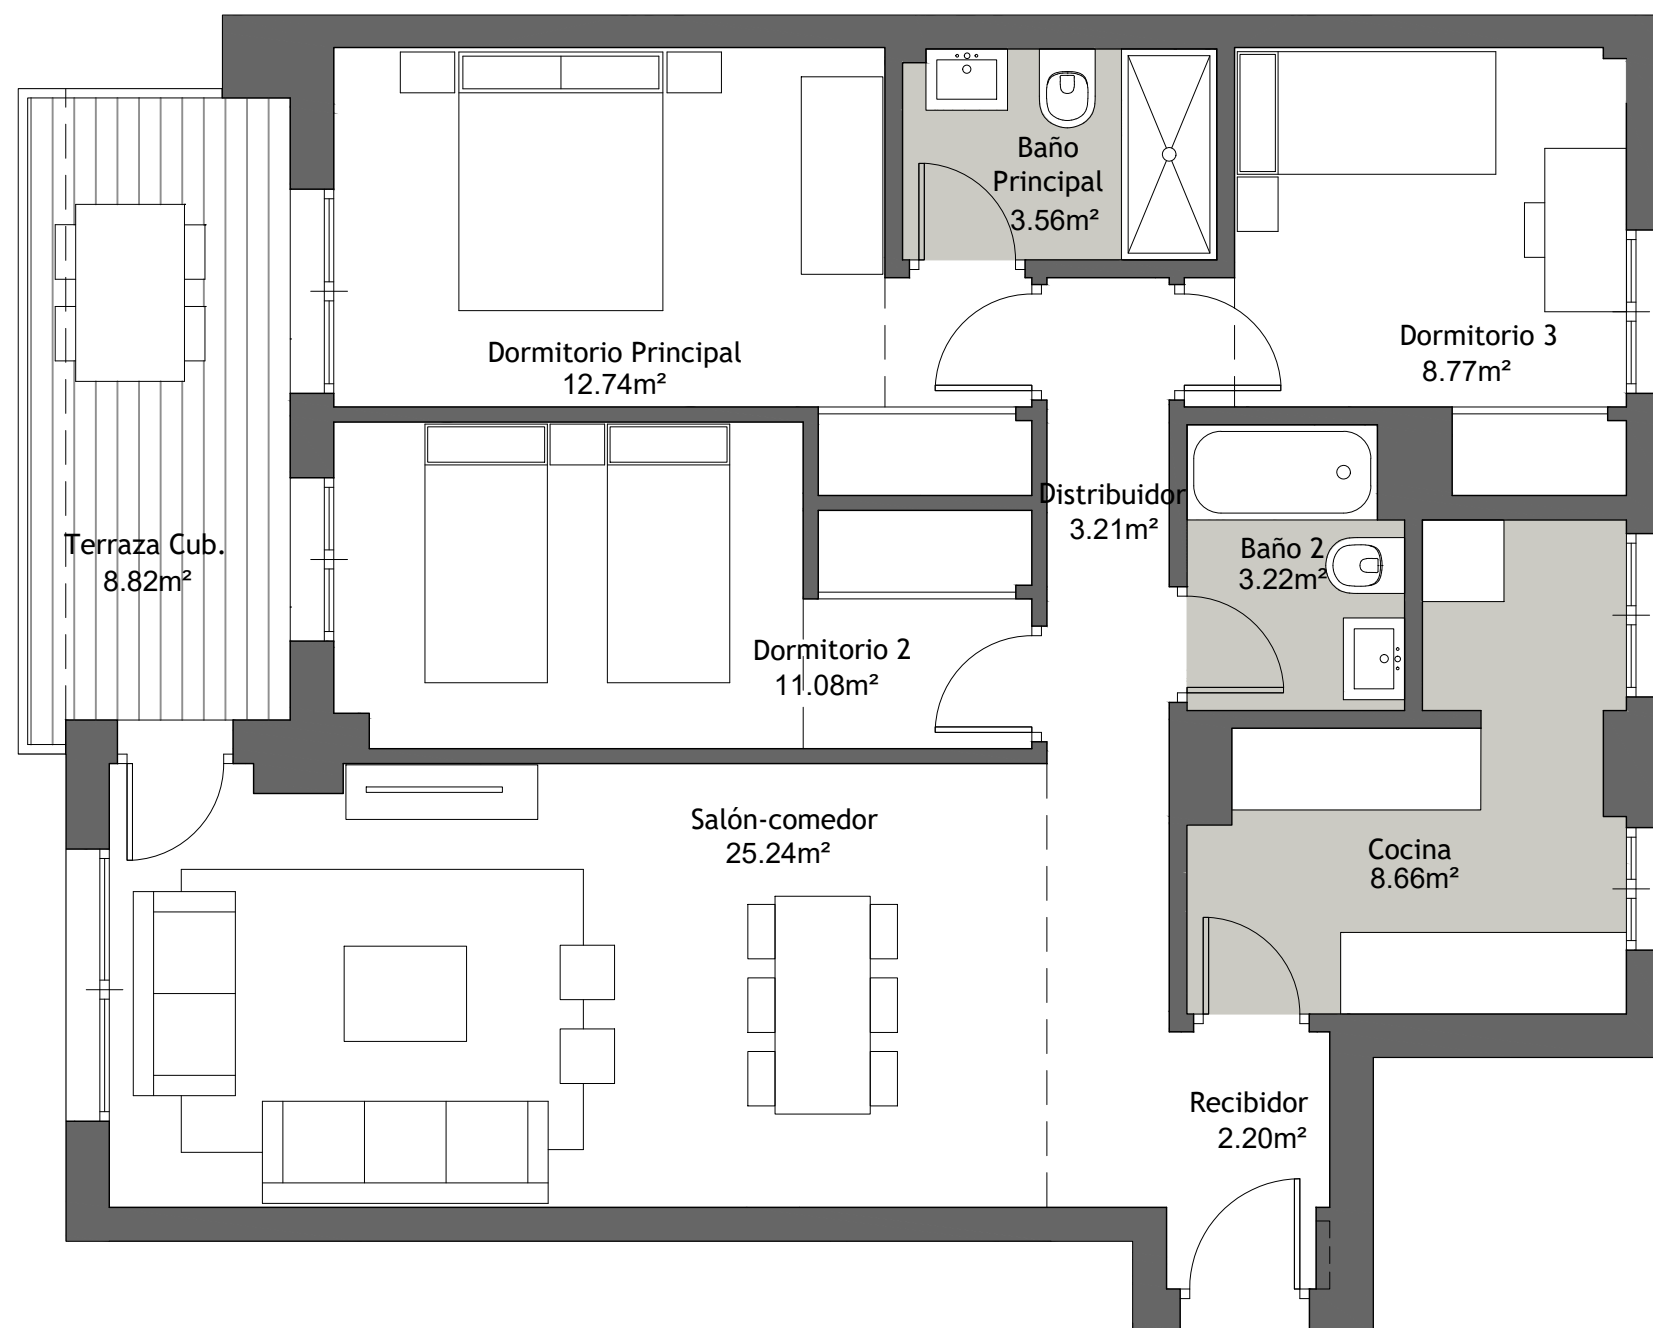 Baño
Principal
3.56m²
Dormitorio Principal
12.74m²
Dormitorio 3
8.77m²
Distribuidor
3.21m²
Terraza Cub.
8.82m²
Baño 2
3.22m²
Dormitorio 2
11.08m²
Salón-comedor
25.24m²
Cocina
8.66m²
Recibidor
2.20m²